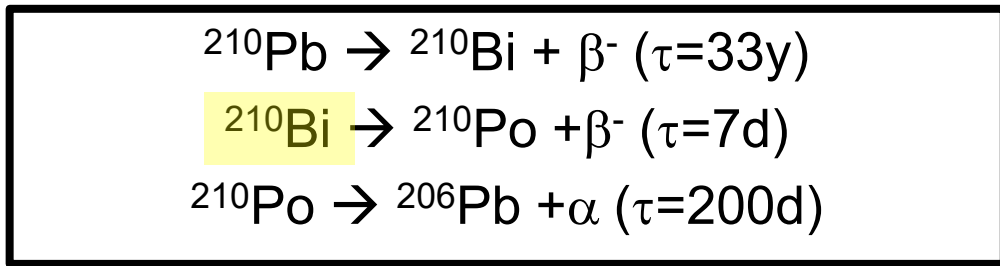 ²¹⁰Pb → ²¹⁰Bi + β⁻ (τ=33y)
²¹⁰Bi → ²¹⁰Po +β⁻ (τ=7d)
²¹⁰Po → ²⁰⁶Pb +α (τ=200d)